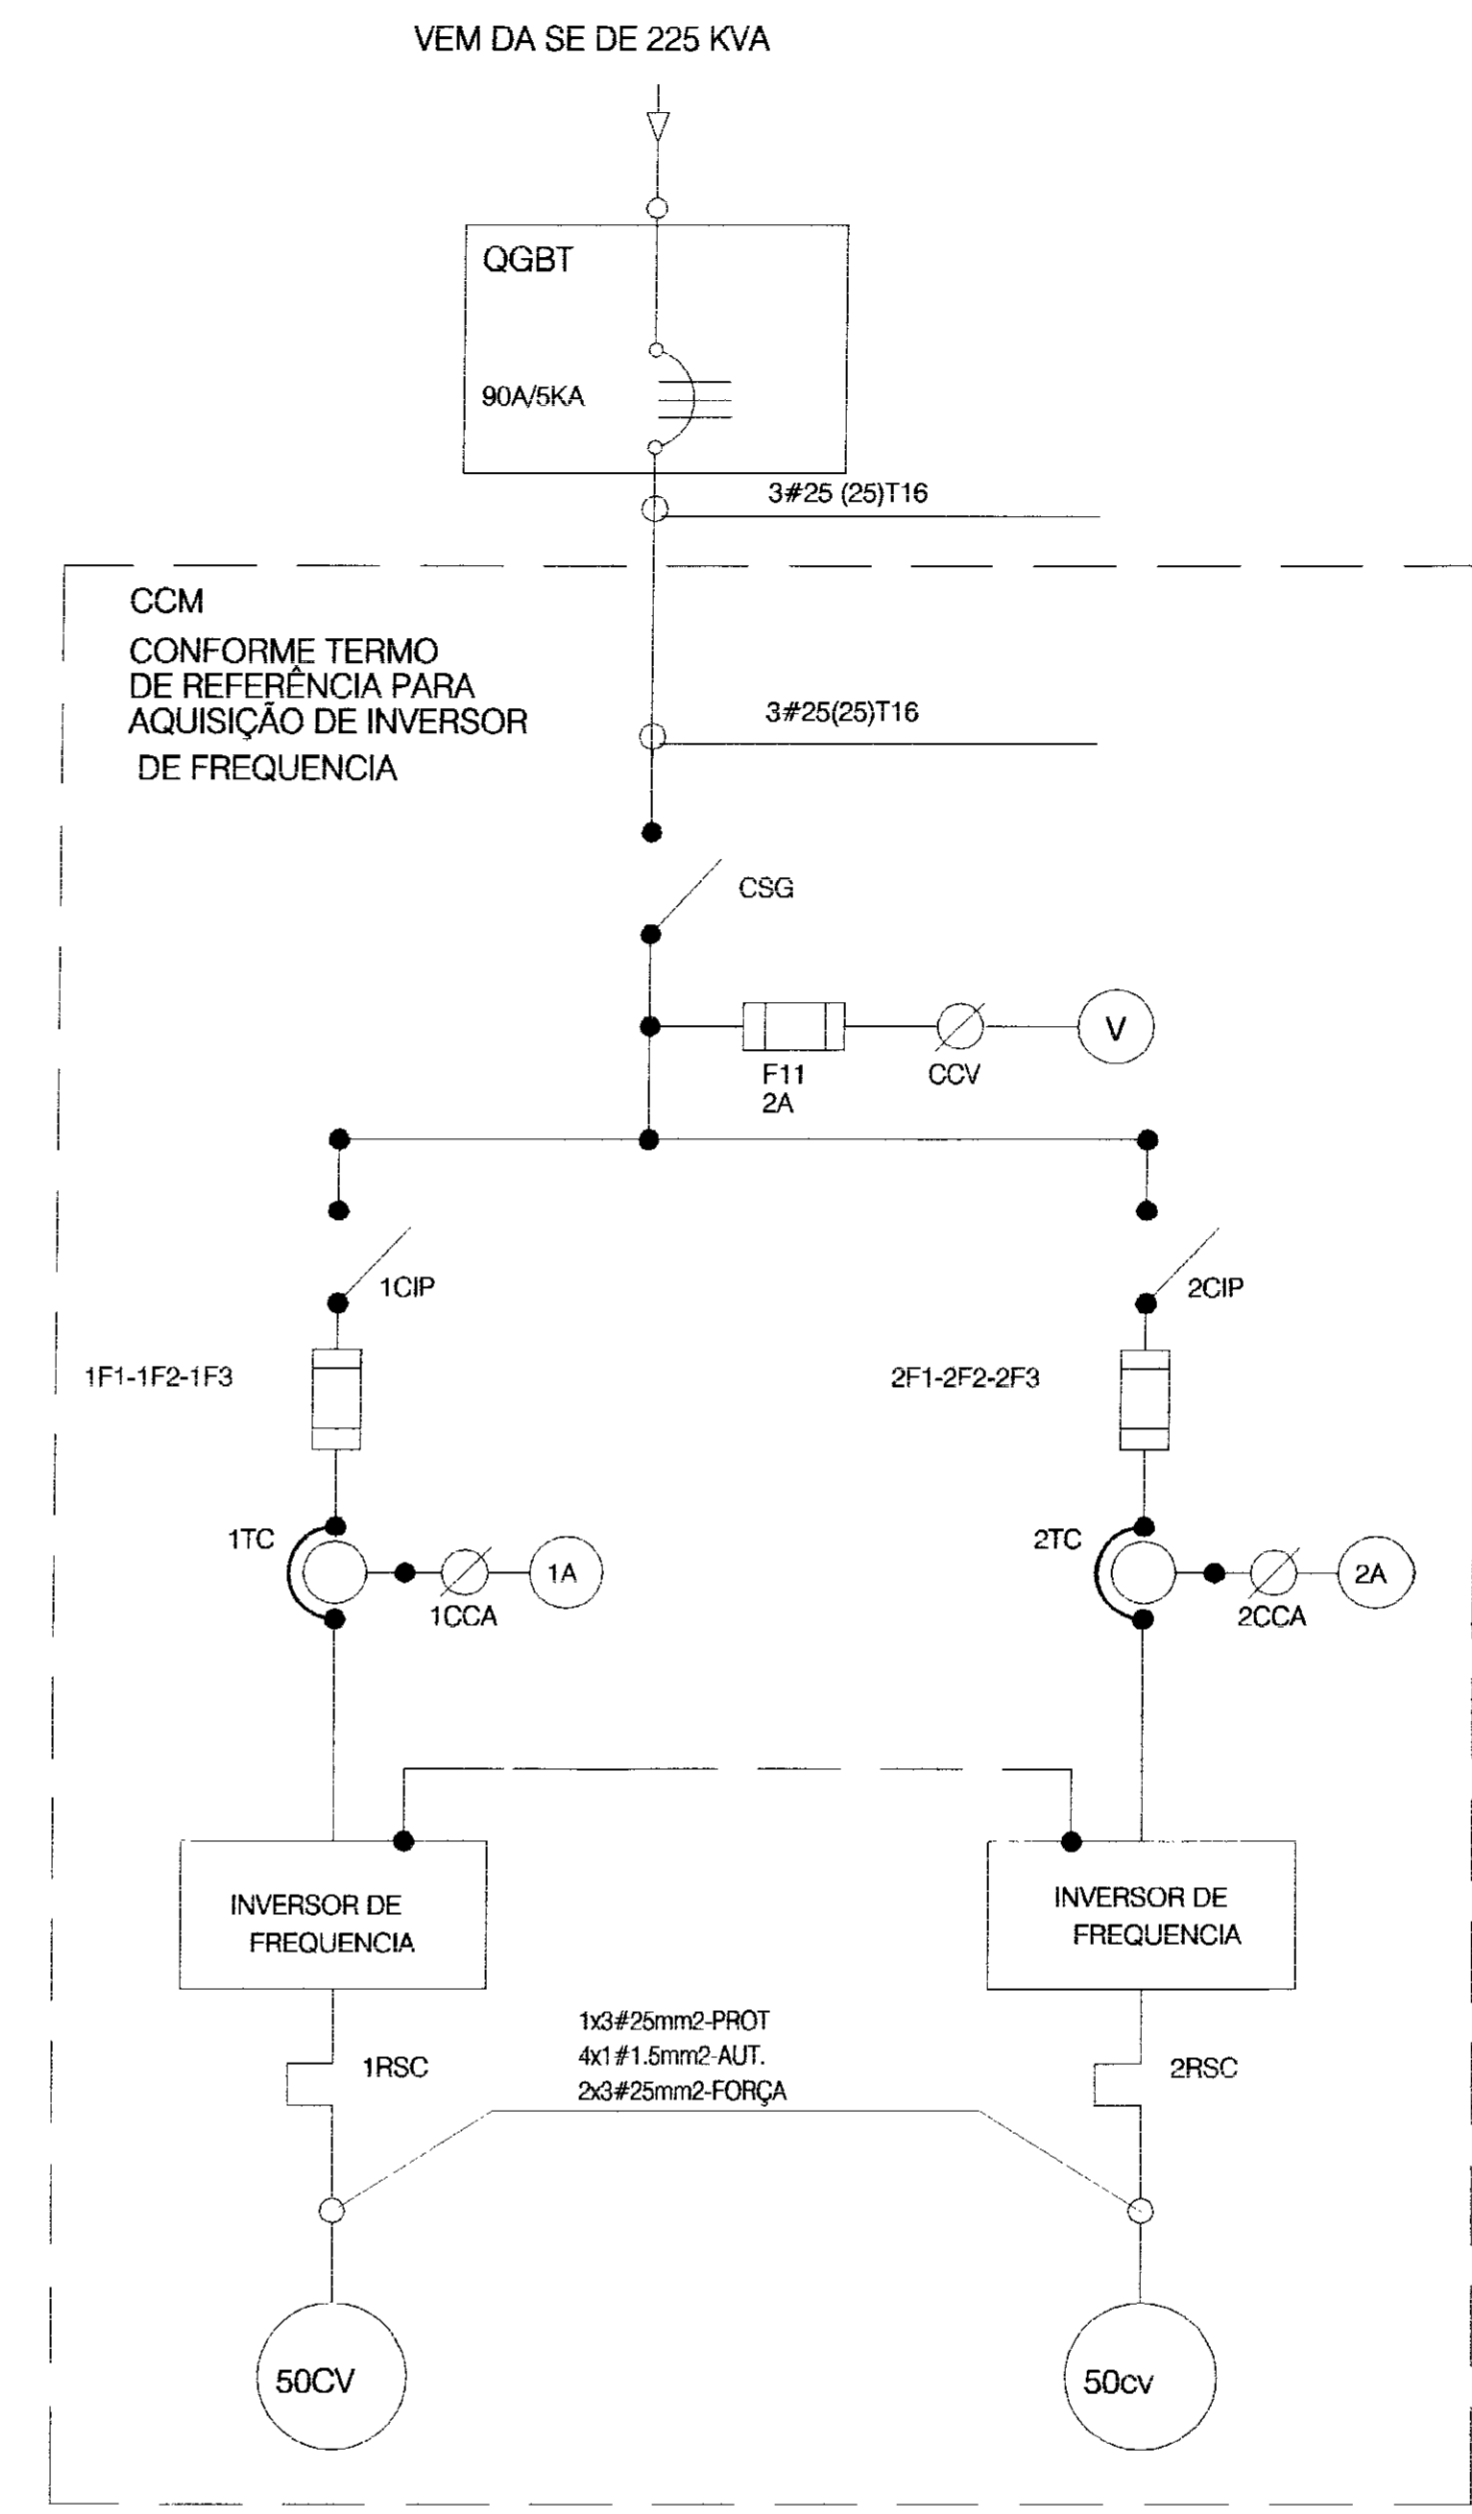 VEM DA SE DE 225 KVA
QGBT
90A/5KA
3#25 (25)T16
CCM
CONFORME TERMO
DE REFERÊNCIA PARA
AQUISIÇÃO DE INVERSOR
DE FREQUENCIA
3#25(25)T16
CSG
V
F11
2A
CCV
1CIP
2CIP
1F1-1F2-1F3
2F1-2F2-2F3
1TC
1A
1CCA
2TC
2A
2CCA
INVERSOR DE
FREQUENCIA
INVERSOR DE
FREQUENCIA
1x3#25mm2-PROT
4x1#1.5mm2-AUT.
2x3#25mm2-FORÇA
1RSC
2RSC
50CV
50cv